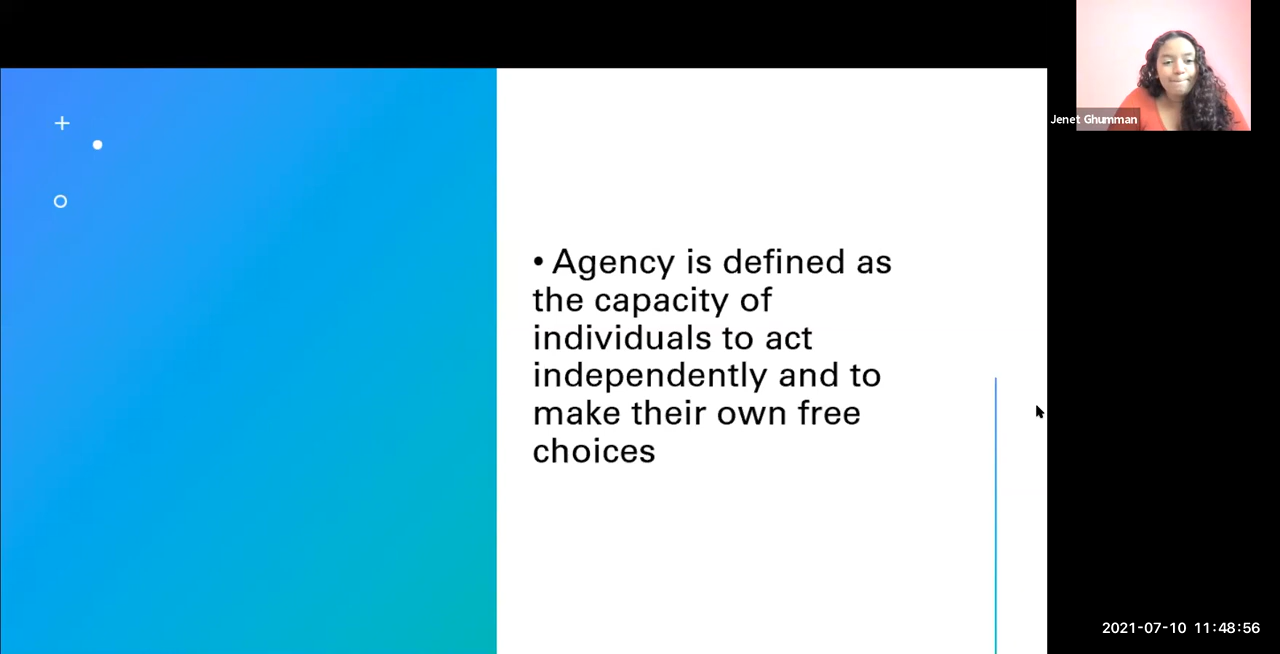 Jenet Ghumman
• Agency is defined as
the capacity of
individuals to act
independently and to
make their own free
choices
2021-07-10 11:48:56